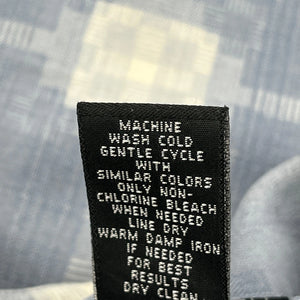 MACHINE
WASH COLD
GENTLE CYCLE
WITH
SIMILAR COLORS
ONLY NON-
CHLORINE BLEACH
WHEN NEEDED
LINE DRY
WARM DAMP IRON
IF NEEDED
FOR BEST
RESULTS
DRY CLEAN